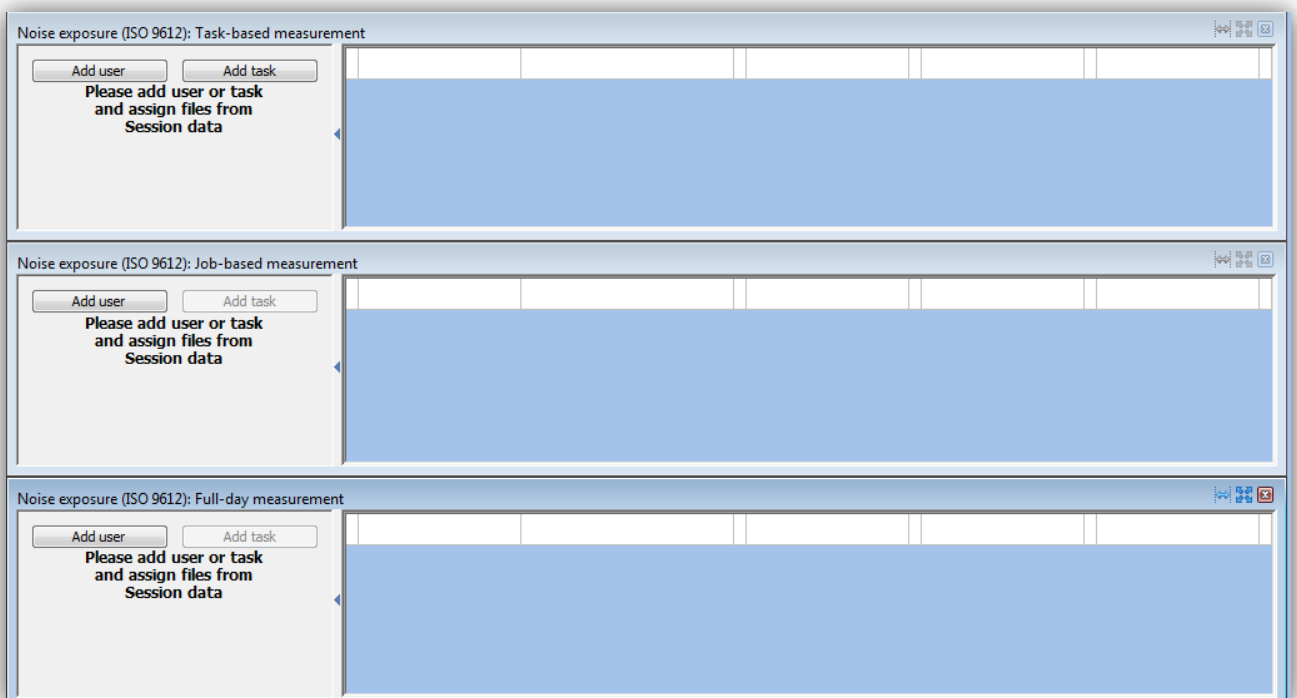 Noise exposure (ISO 9612): Task-based measurement
Add user Add task
Please add user or task
and assign files from
Session data
Noise exposure (ISO 9612): Job-based measurement
Add user Add task
Please add user or task
and assign files from
Session data
Noise exposure (ISO 9612): Full-day measurement
Add user Add task
Please add user or task
and assign files from
Session data